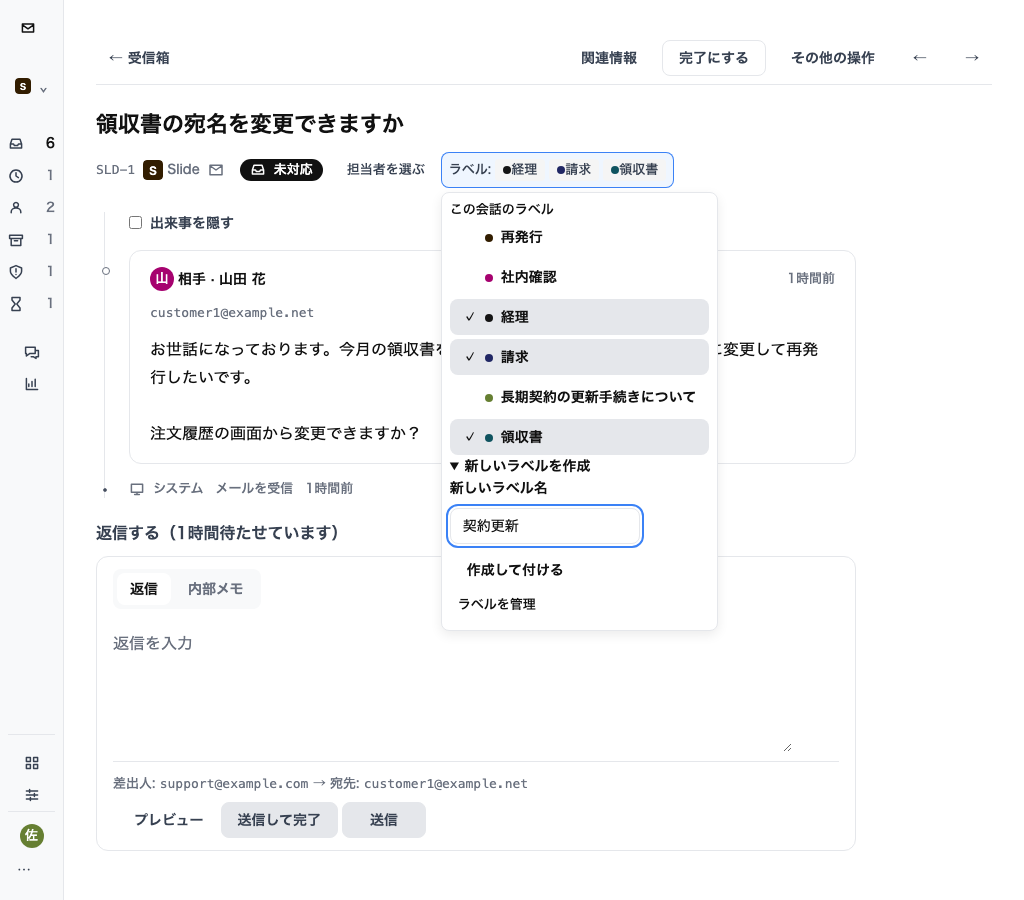 ← 受信箱
関連情報
完了にする
その他の操作
←
→
S
6
1
2
1
1
1
領収書の宛名を変更できますか
SLD-1
S
Slide
未対応
担当者を選ぶ
ラベル: 経理 請求 領収書
この会話のラベル
再発行
社内確認
✓ 経理
✓ 請求
長期契約の更新手続きについて
✓ 領収書
▼ 新しいラベルを作成
新しいラベル名
契約更新
作成して付ける
ラベルを管理
出来事を隠す
山 相手 · 山田 花
1時間前
customer1@example.net
お世話になっております。今月の領収書を
に変更して再発
行したいです。
注文履歴の画面から変更できますか？
システム メールを受信 1時間前
返信する（1時間待たせています）
返信
内部メモ
返信を入力
差出人: support@example.com → 宛先: customer1@example.net
プレビュー
送信して完了
送信
佐
…